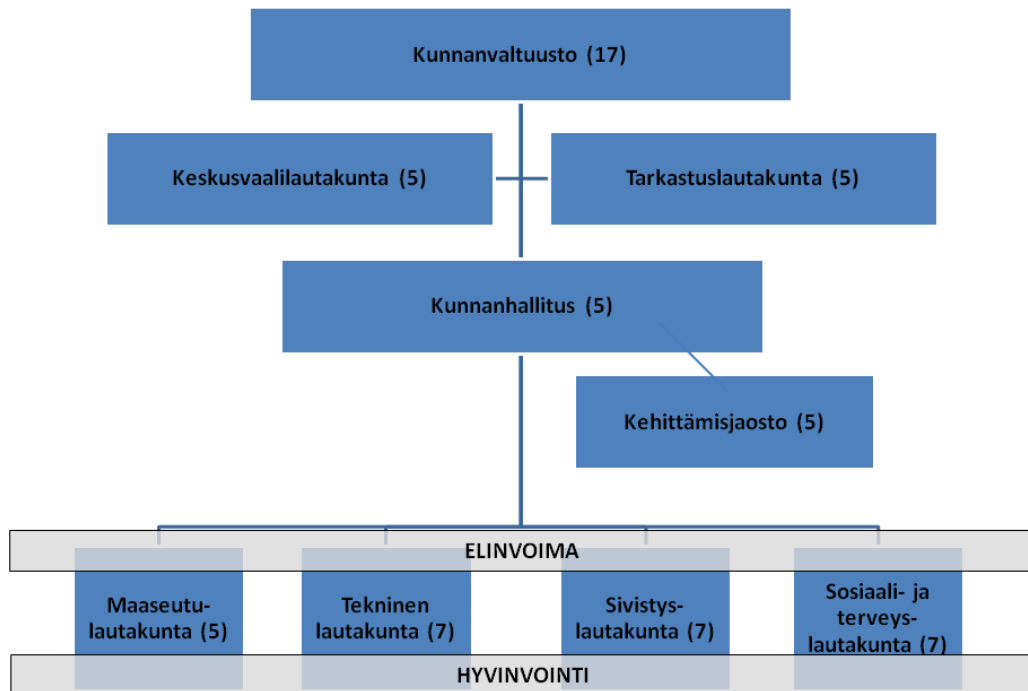 Kunnanvaltuusto (17)
Keskusvaalilautakunta (5)
Tarkastuslautakunta (5)
Kunnanhallitus (5)
Kehittämisjaosto (5)
ELINVOIMA
Maaseutu-
lautakunta (5)
Tekninen
lautakunta (7)
Sivistys-
lautakunta (7)
Sosiaali- ja
terveys-
lautakunta (7)
HYVINVOINTI